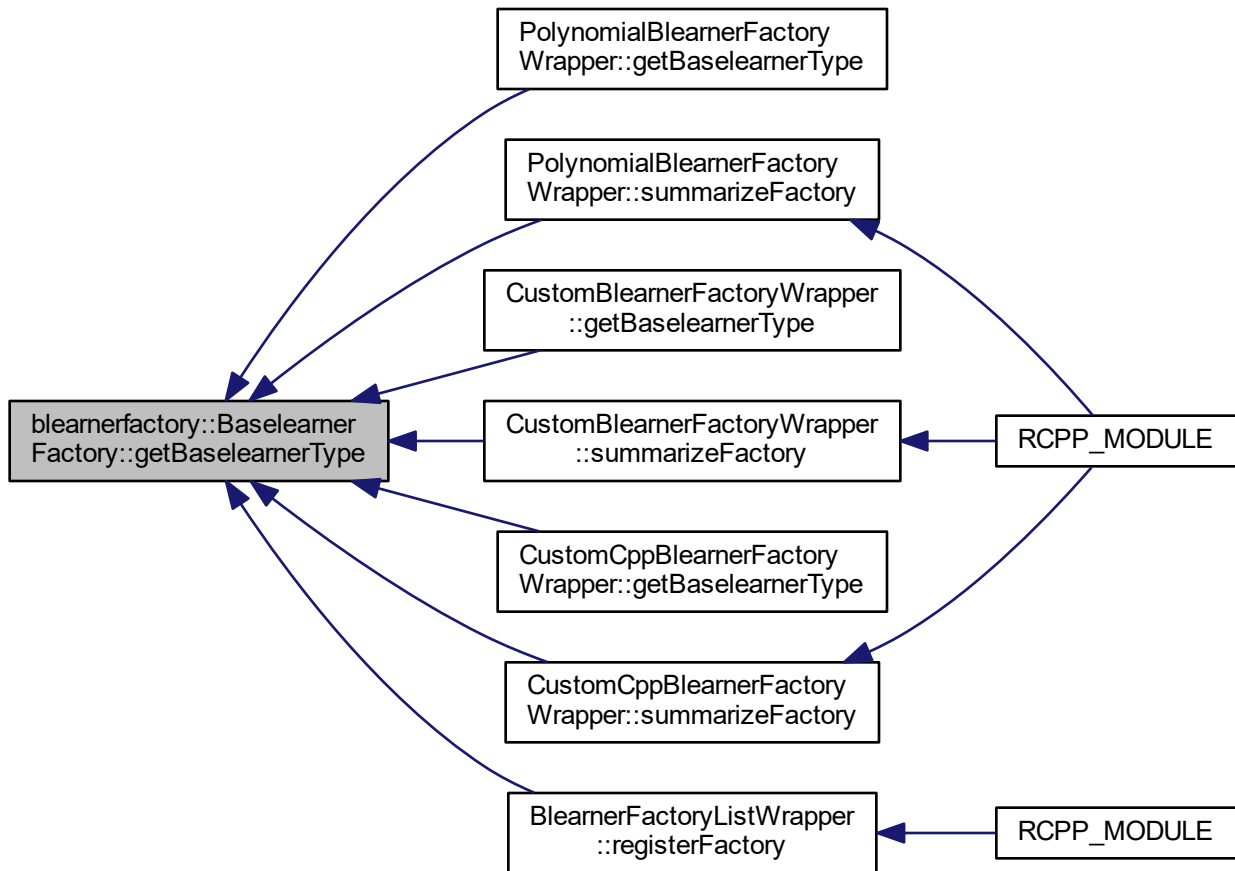 PolynomialBlearnerFactory
Wrapper::getBaselearnerType
PolynomialBlearnerFactory
Wrapper::summarizeFactory
CustomBlearnerFactoryWrapper
::getBaselearnerType
blearnerfactory::Baselearner
Factory::getBaselearnerType
CustomBlearnerFactoryWrapper
::summarizeFactory
RCPP_MODULE
CustomCppBlearnerFactory
Wrapper::getBaselearnerType
CustomCppBlearnerFactory
Wrapper::summarizeFactory
BlearnerFactoryListWrapper
::registerFactory
RCPP_MODULE